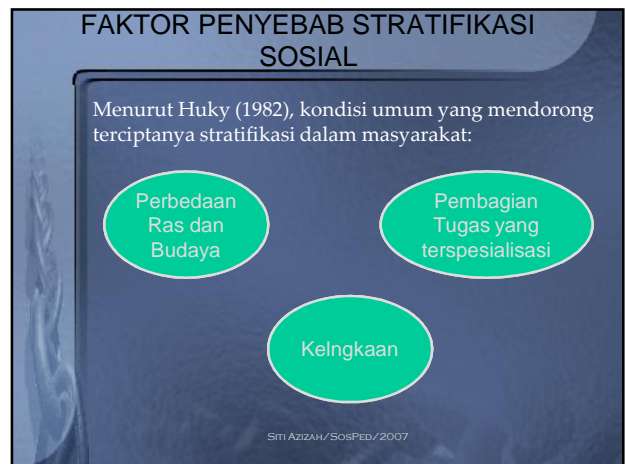 FAKTOR PENYEBAB STRATIFIKASI
SOSIAL
Menurut Huky (1982), kondisi umum yang mendorong
terciptanya stratifikasi dalam masyarakat:
Perbedaan
Ras dan
Budaya
Pembagian
Tugas yang
terspesialisasi
Kelngkaan
SITI AZIZAH/SOSPED/2007